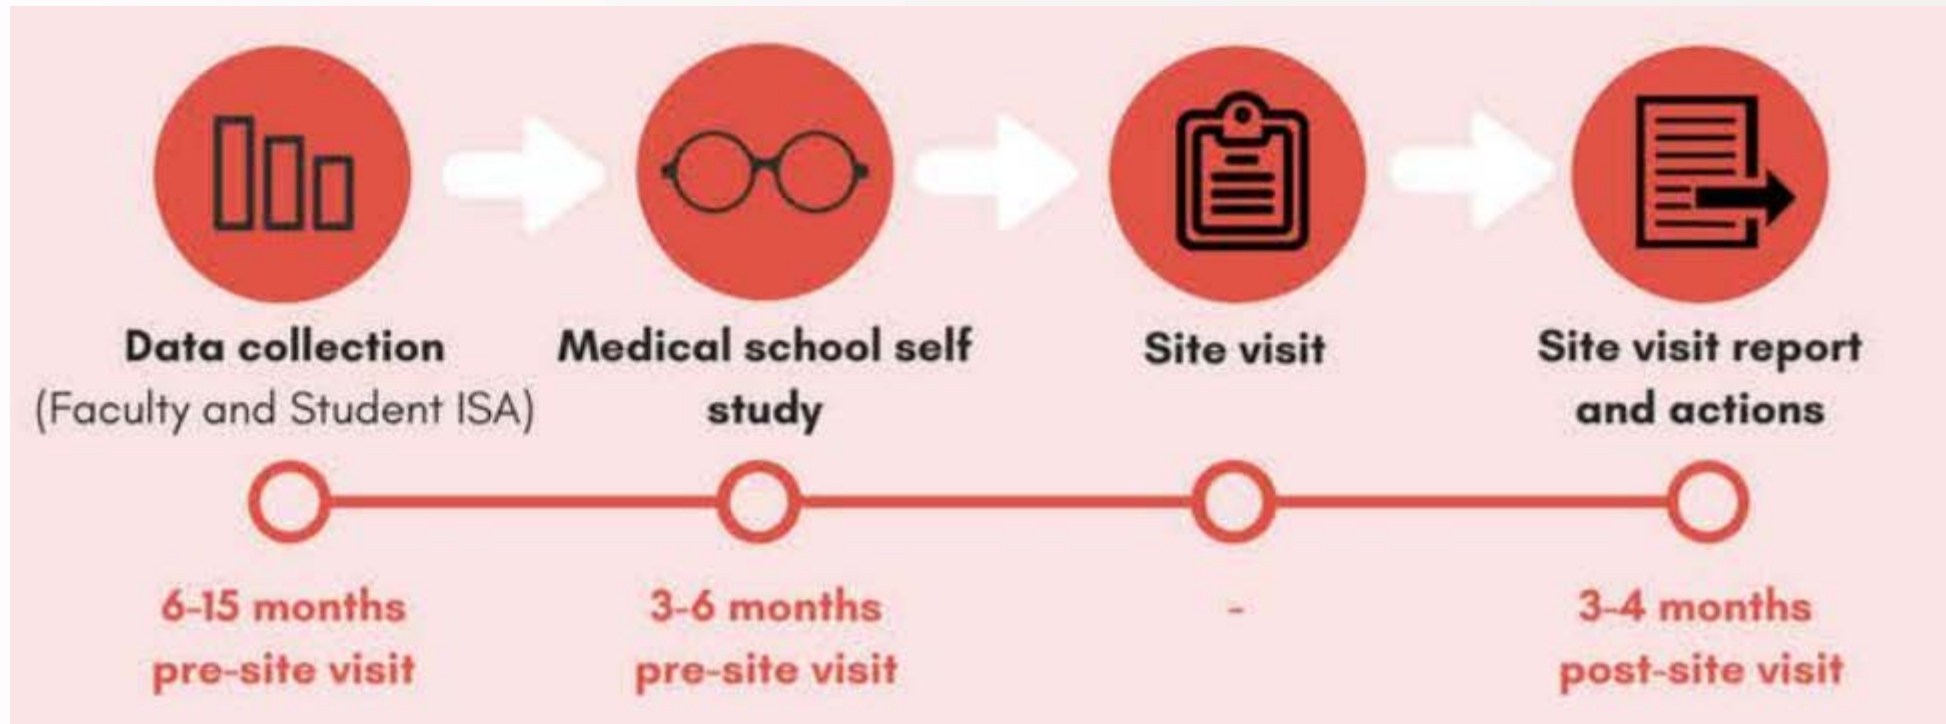 Data collection
(Faculty and Student ISA)
Medical school self
study
Site visit
Site visit report
and actions
6-15 months
pre-site visit
3-6 months
pre-site visit
-
3-4 months
post-site visit